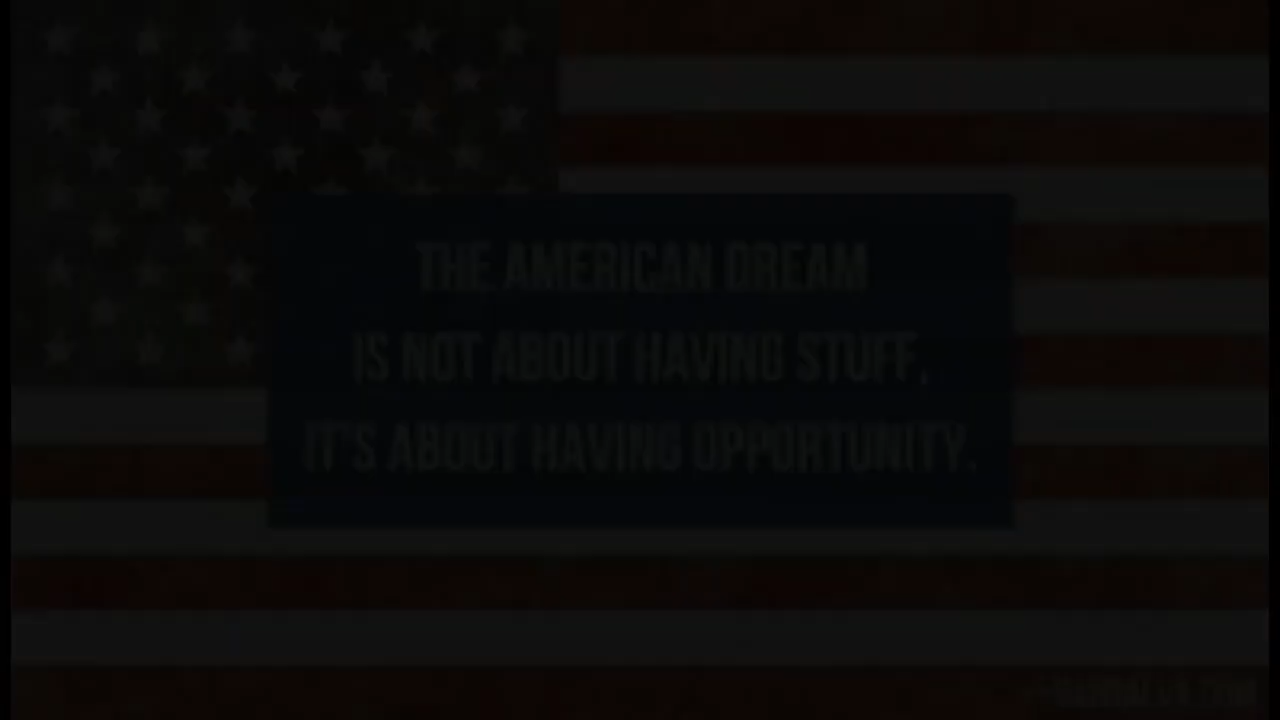 THE AMERICAN DREAM
IS NOT ABOUT HAVING STUFF,
IT'S ABOUT HAVING OPPORTUNITY.